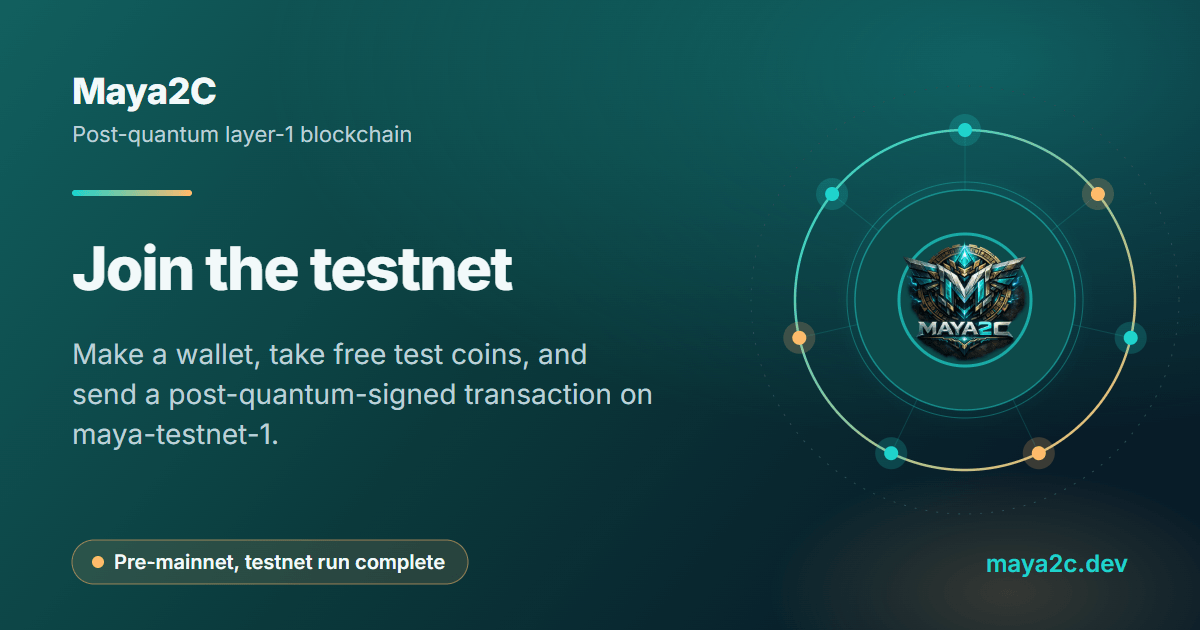 Maya2C
Post-quantum layer-1 blockchain
Join the testnet
Make a wallet, take free test coins, and
send a post-quantum-signed transaction on
maya-testnet-1.
MAYA2C
Pre-mainnet, testnet run complete
maya2c.dev